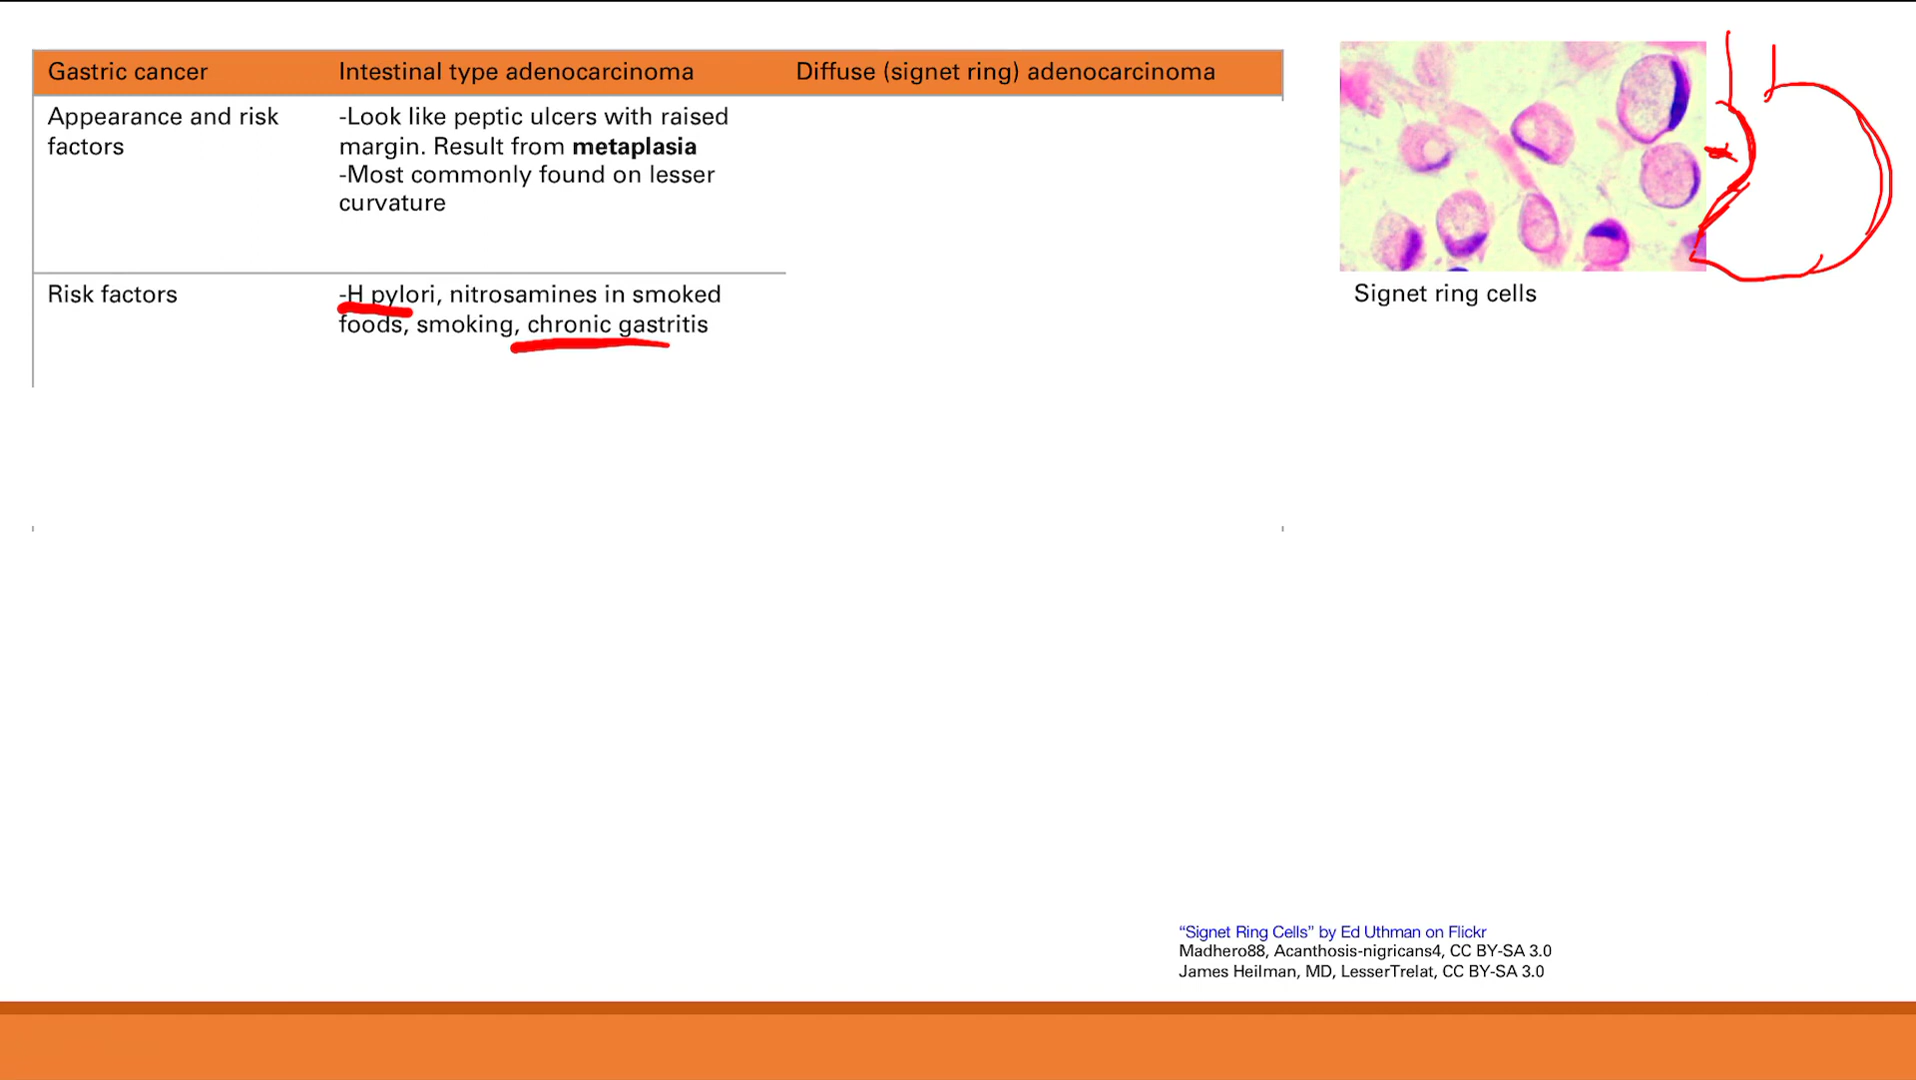 Gastric cancer
Intestinal type adenocarcinoma
Diffuse (signet ring) adenocarcinoma
Appearance and risk
factors
-Look like peptic ulcers with raised
margin. Result from metaplasia
-Most commonly found on lesser
curvature
Risk factors
-H pylori, nitrosamines in smoked
foods, smoking, chronic gastritis
Signet ring cells
“Signet Ring Cells” by Ed Uthman on Flickr
Madhero88, Acanthosis-nigricans4, CC BY-SA 3.0
James Heilman, MD, LesserTrelat, CC BY-SA 3.0